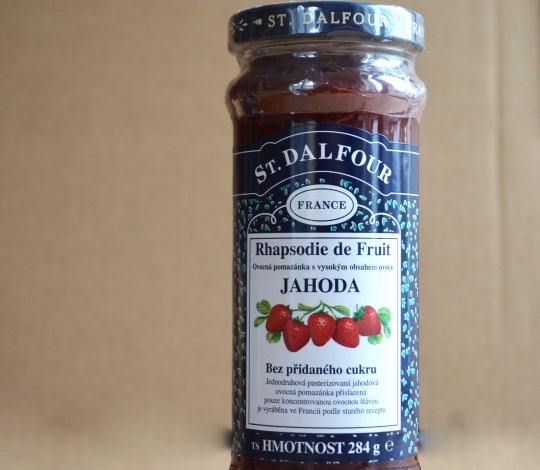 ST. DALFOUR
ST. DALFOUR
FRANCE
Rhapsodie de Fruit
Ovocná pomazánka s vysokým obsahem ovoce
JAHODA
Bez přidaného cukru
Jednodruhová pasterizovaná jahodová
ovocná pomazánka přislazená
pouze koncentrovanou ovocnou šťávou
je vyráběna ve Francii podle starého receptu
TS HMOTNOST 284 g ℮